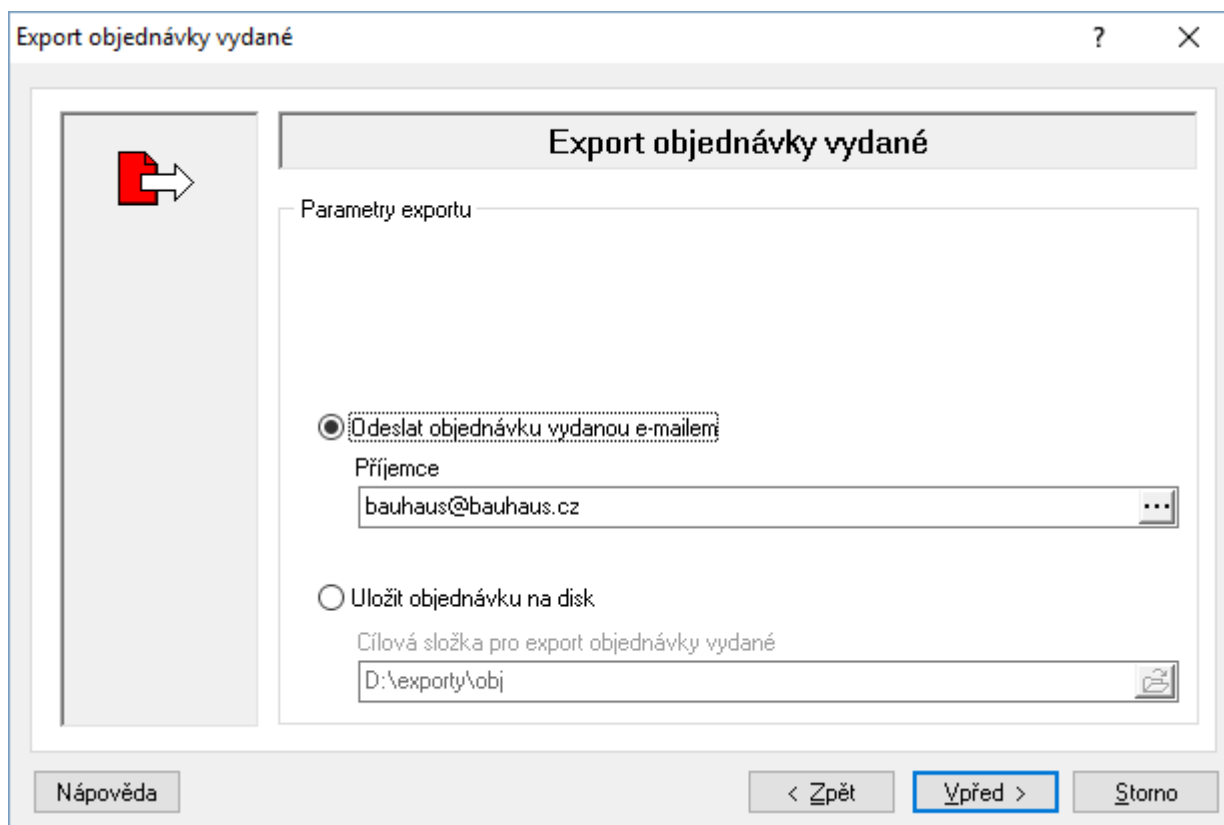 Export objednávky vydané
?
Export objednávky vydané
Parametry exportu
Odeslat objednávku vydanou e-mailem
Příjemce
bauhaus@bauhaus.cz
...
Uložit objednávku na disk
Cílová složka pro export objednávky vydané
D:\exporty\obj
Nápověda
< Zpět
Vpřed >
Storno